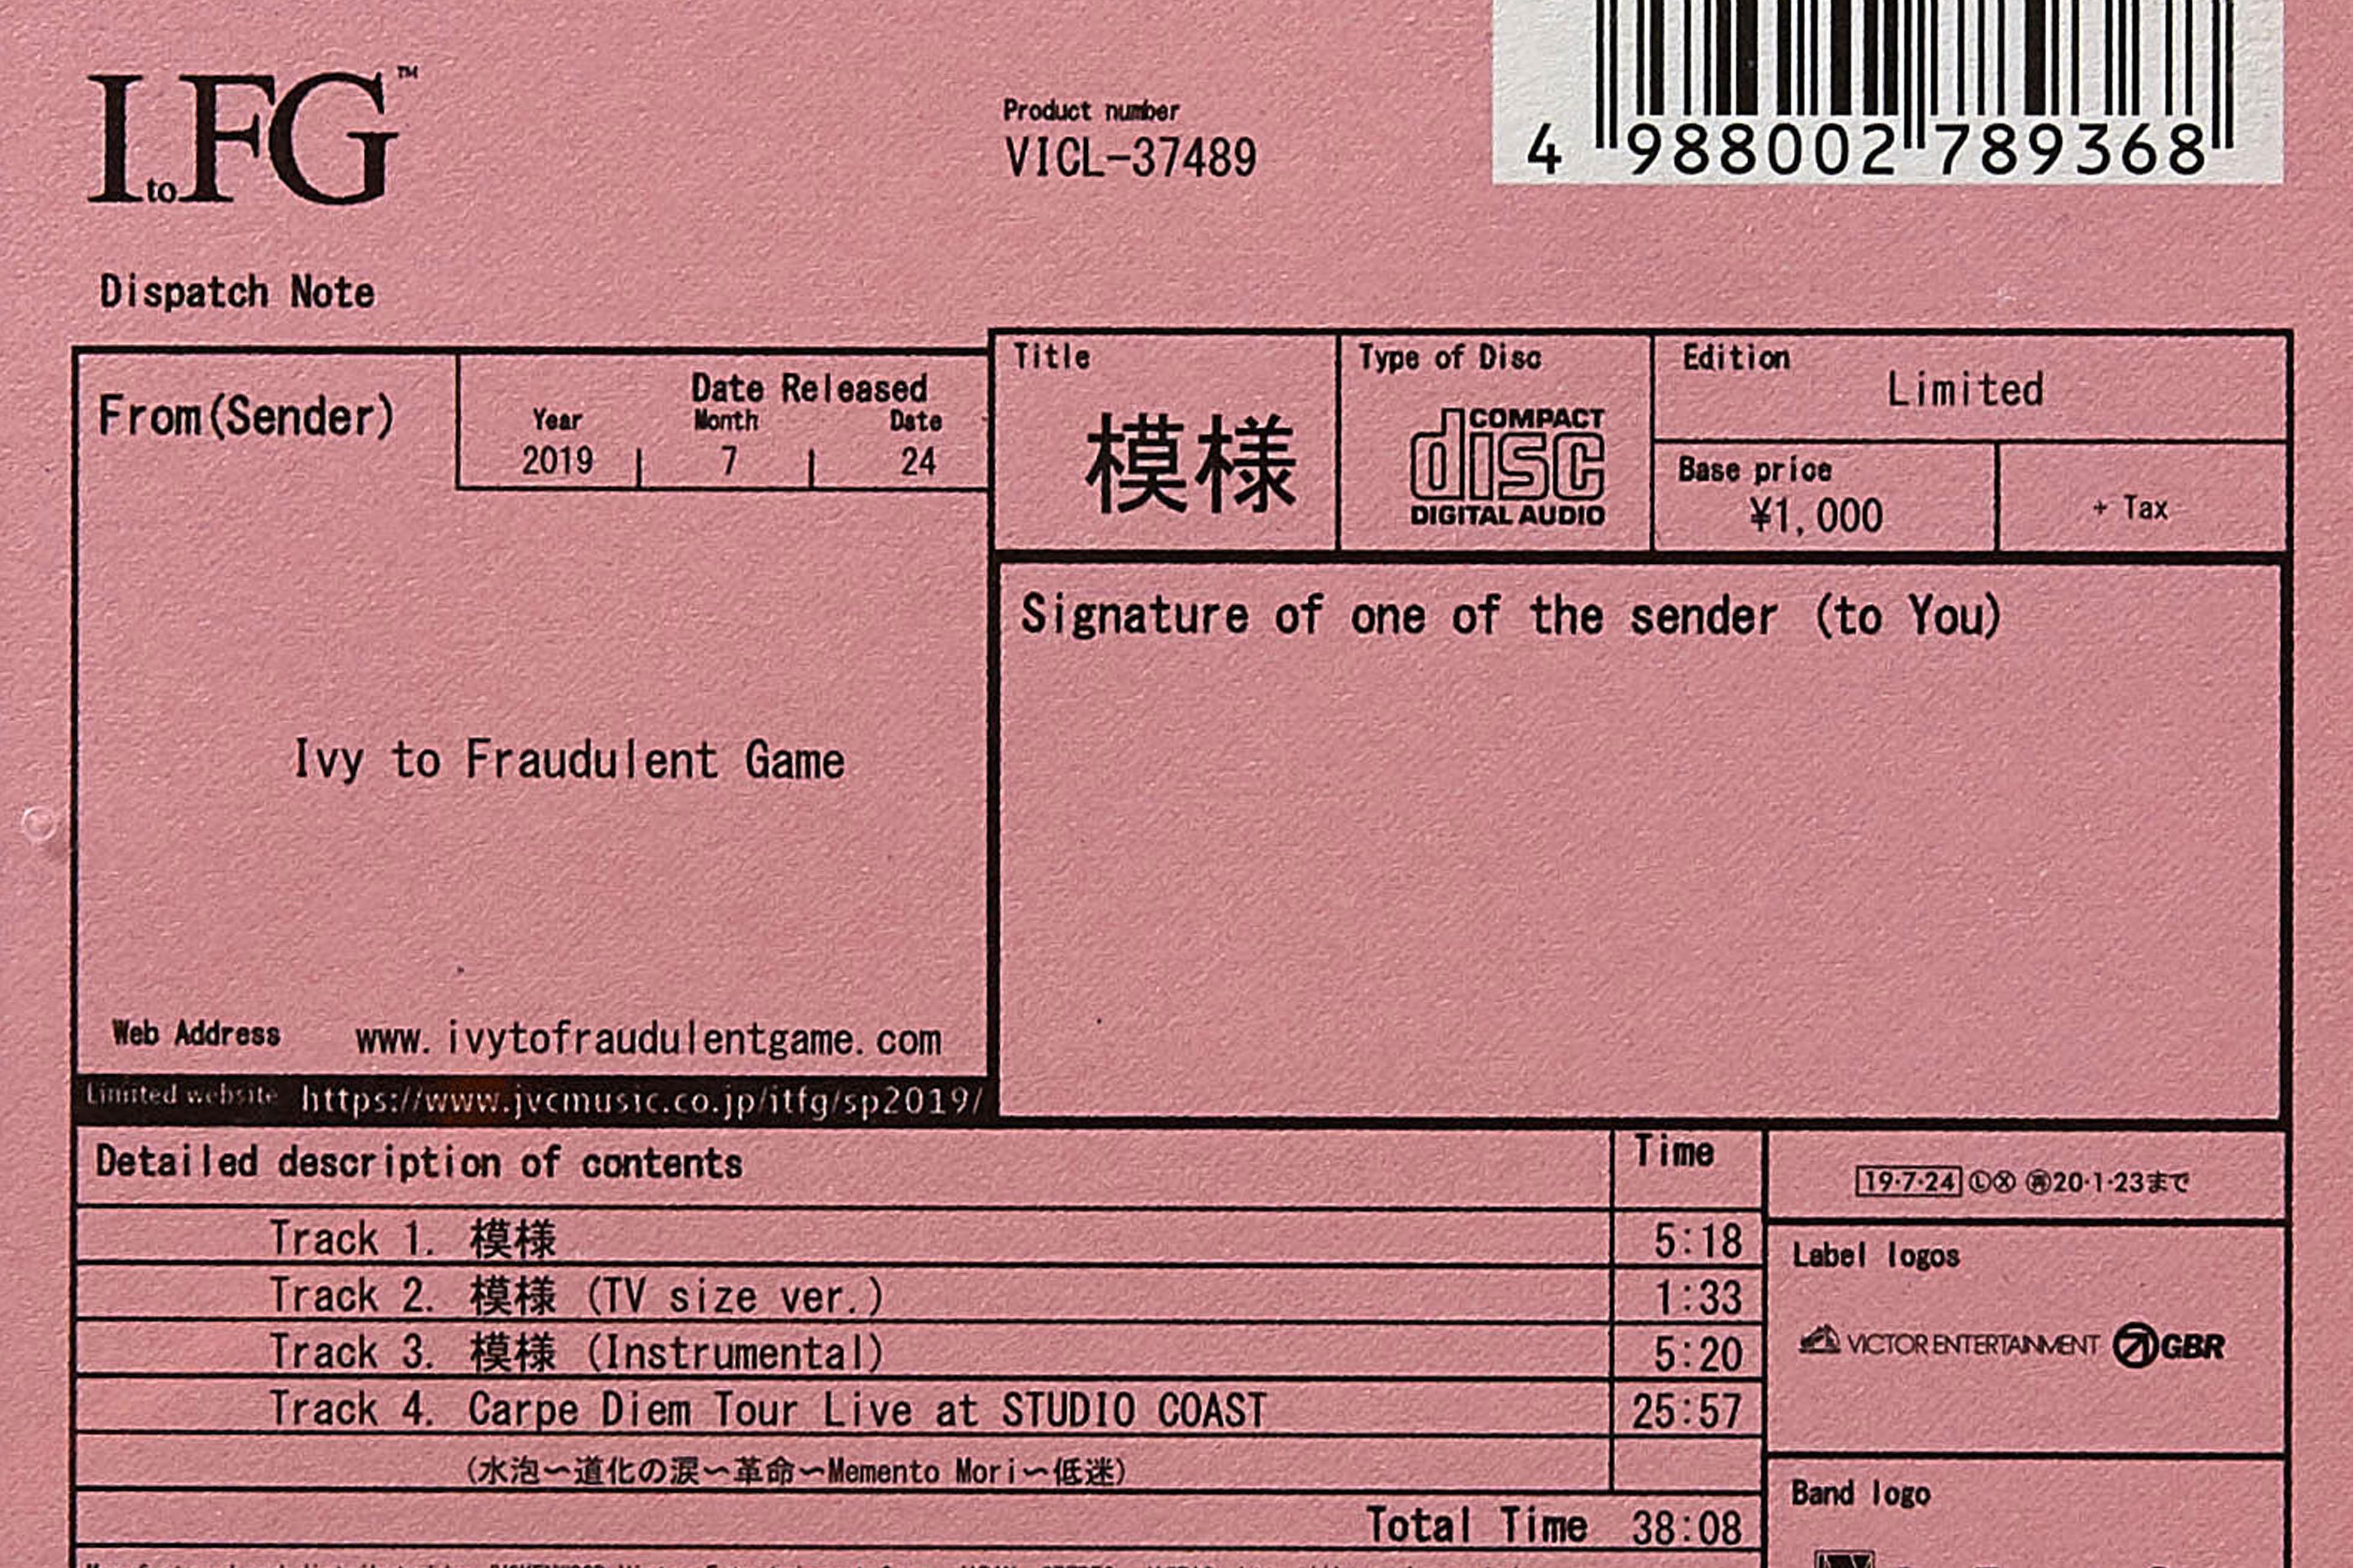 ItoFG™
Product number
VICL-37489
4 988002 789368
Dispatch Note
From(Sender)
Date Released
Year Month Date
2019 7 24
Title
模様
Type of Disc
COMPACT
disc
DIGITAL AUDIO
Edition
Limited
Base price
¥1,000
+ Tax
Signature of one of the sender (to You)
Ivy to Fraudulent Game
Web Address www.ivytofraudulentgame.com
Limited website https://www.jvcmusic.co.jp/itfg/sp2019/
Detailed description of contents Time
Track 1. 模様 5:18
Track 2. 模様 (TV size ver.) 1:33
Track 3. 模様 (Instrumental) 5:20
Track 4. Carpe Diem Tour Live at STUDIO COAST 25:57
(水泡〜道化の涙〜革命〜Memento Mori〜低迷)
Total Time 38:08
19·7·24 Ⓛ Ⓧ ㊕20·1·23まで
Label logos
VICTOR ENTERTAINMENT GBR
Band logo